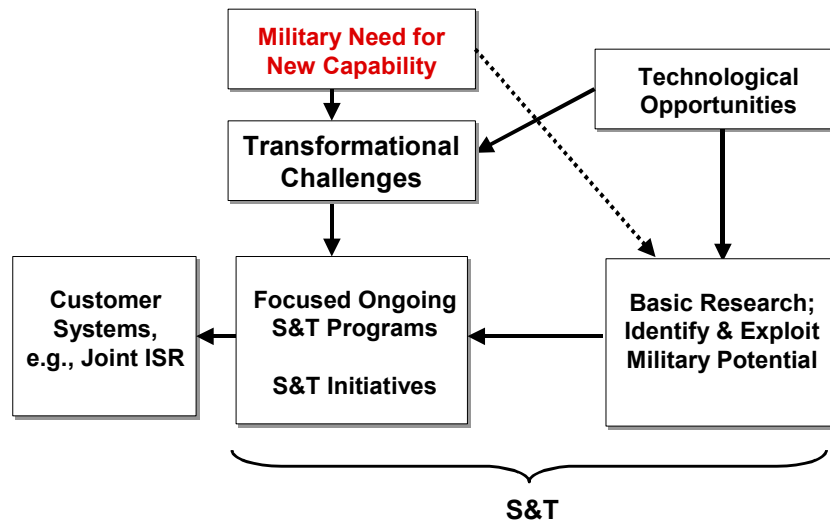 Military Need for
New Capability
Technological
Opportunities
Transformational
Challenges
Customer
Systems,
e.g., Joint ISR
Focused Ongoing
S&T Programs
S&T Initiatives
Basic Research;
Identify & Exploit
Military Potential
S&T